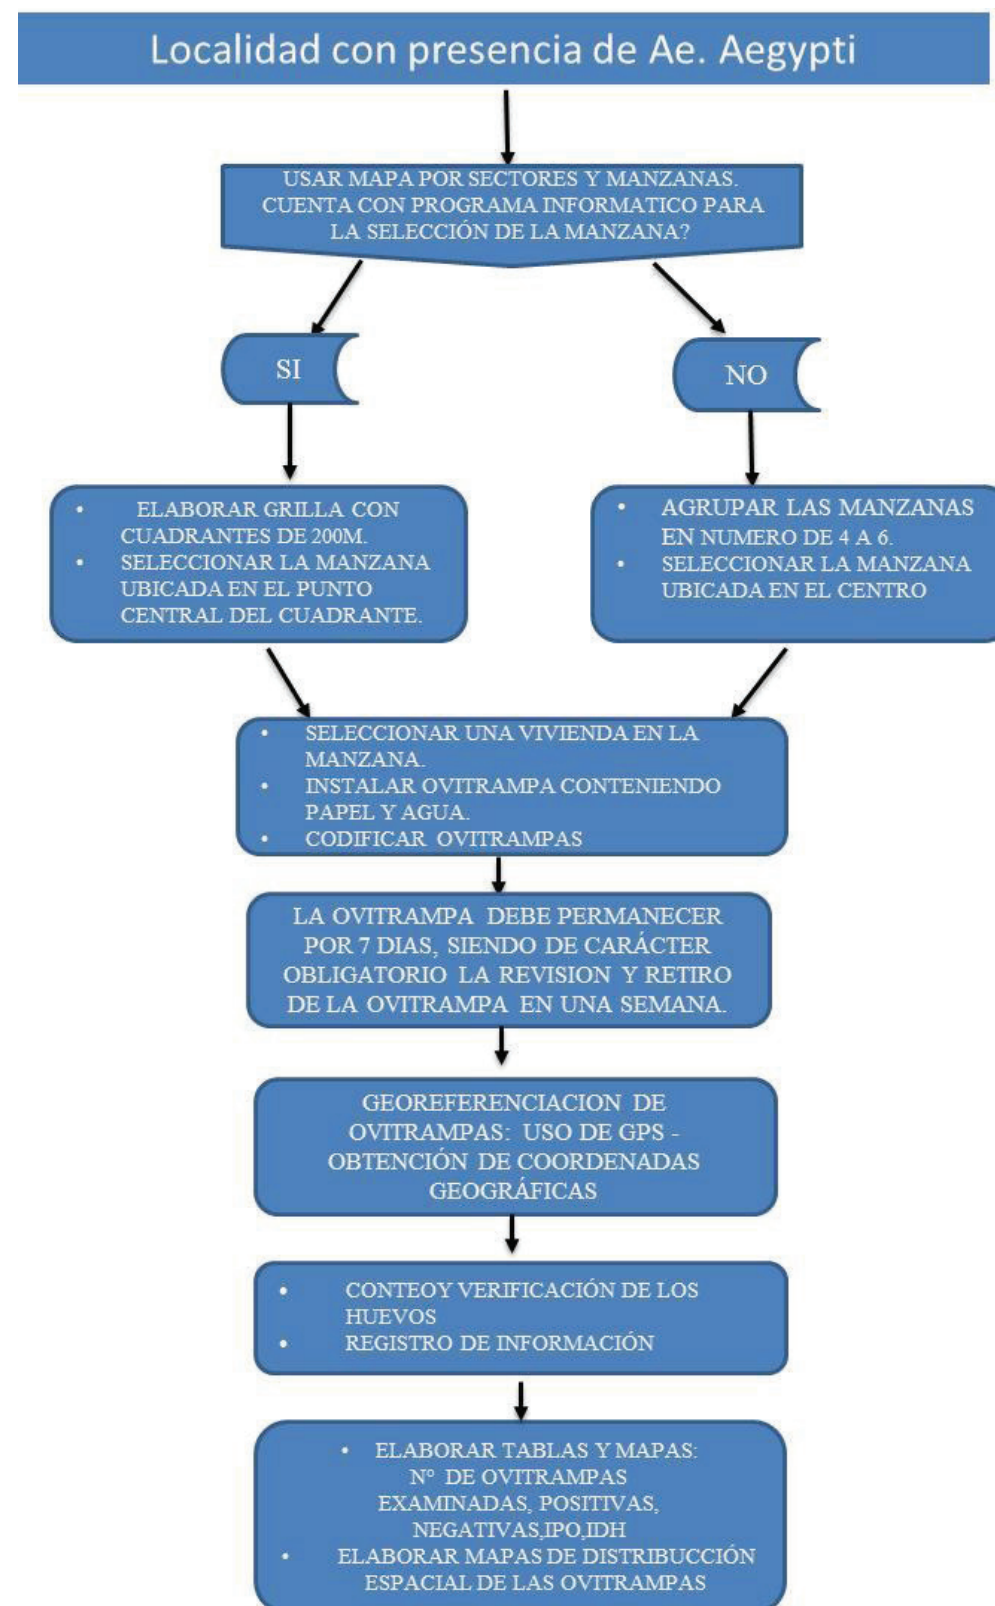 Localidad con presencia de Ae. Aegypti
USAR MAPA POR SECTORES Y MANZANAS.
CUENTA CON PROGRAMA INFORMATICO PARA
LA SELECCIÓN DE LA MANZANA?
SI
NO
• ELABORAR GRILLA CON
CUADRANTES DE 200M.
• SELECCIONAR LA MANZANA
UBICADA EN EL PUNTO
CENTRAL DEL CUADRANTE.
• AGRUPAR LAS MANZANAS
EN NUMERO DE 4 A 6.
• SELECCIONAR LA MANZANA
UBICADA EN EL CENTRO
• SELECCIONAR UNA VIVIENDA EN LA
MANZANA.
• INSTALAR OVITRAMPA CONTENIENDO
PAPEL Y AGUA.
• CODIFICAR OVITRAMPAS
LA OVITRAMPA DEBE PERMANECER
POR 7 DIAS, SIENDO DE CARÁCTER
OBLIGATORIO LA REVISION Y RETIRO
DE LA OVITRAMPA EN UNA SEMANA.
GEOREFERENCIACION DE
OVITRAMPAS: USO DE GPS -
OBTENCIÓN DE COORDENADAS
GEOGRÁFICAS
• CONTEOY VERIFICACIÓN DE LOS
HUEVOS
• REGISTRO DE INFORMACIÓN
• ELABORAR TABLAS Y MAPAS:
N° DE OVITRAMPAS
EXAMINADAS, POSITIVAS,
NEGATIVAS,IPO,IDH
• ELABORAR MAPAS DE DISTRIBUCCIÓN
ESPACIAL DE LAS OVITRAMPAS